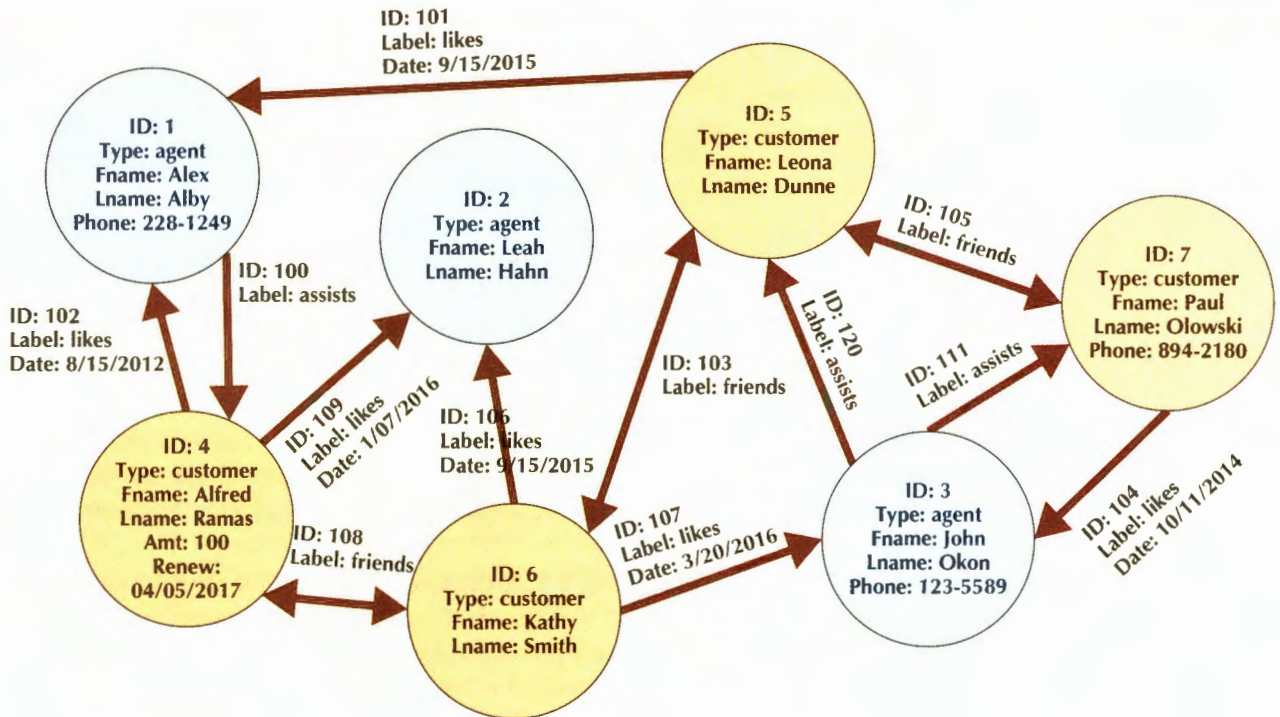 ID: 101
Label: likes
Date: 9/15/2015
ID: 1
Type: agent
Fname: Alex
Lname: Alby
Phone: 228-1249
ID: 2
Type: agent
Fname: Leah
Lname: Hahn
ID: 5
Type: customer
Fname: Leona
Lname: Dunne
ID: 105
Label: friends
ID: 7
Type: customer
Fname: Paul
Lname: Olowski
Phone: 894-2180
ID: 100
Label: assists
ID: 102
Label: likes
Date: 8/15/2012
ID: 109
Label: likes
Date: 1/07/2016
ID: 106
Label: likes
Date: 9/15/2015
ID: 103
Label: friends
ID: 120
Label: assists
ID: 111
Label: assists
ID: 4
Type: customer
Fname: Alfred
Lname: Ramas
Amt: 100
Renew:
04/05/2017
ID: 108
Label: friends
ID: 6
Type: customer
Fname: Kathy
Lname: Smith
ID: 107
Label: likes
Date: 3/20/2016
ID: 3
Type: agent
Fname: John
Lname: Okon
Phone: 123-5589
ID: 104
Label: likes
Date: 10/11/2014